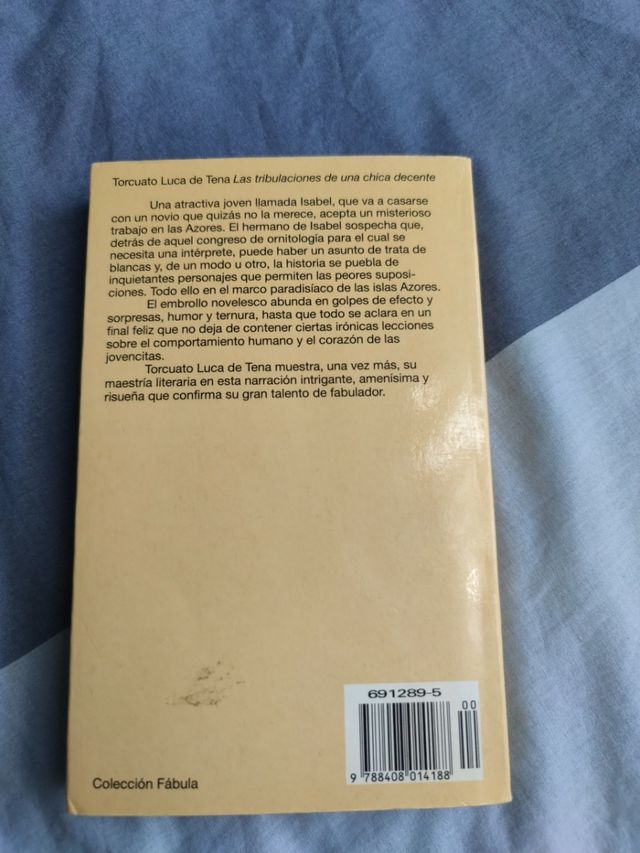 Torcuato Luca de Tena Las tribulaciones de una chica decente
Una atractiva joven llamada Isabel, que va a casarse
con un novio que quizás no la merece, acepta un misterioso
trabajo en las Azores. El hermano de Isabel sospecha que,
detrás de aquel congreso de ornitología para el cual se
necesita una intérprete, puede haber un asunto de trata de
blancas y, de un modo u otro, la historia se puebla de
inquietantes personajes que permiten las peores suposi-
ciones. Todo ello en el marco paradisíaco de las islas Azores.
El embrollo novelesco abunda en golpes de efecto y
sorpresas, humor y ternura, hasta que todo se aclara en un
final feliz que no deja de contener ciertas irónicas lecciones
sobre el comportamiento humano y el corazón de las
jovencitas.
Torcuato Luca de Tena muestra, una vez más, su
maestría literaria en esta narración intrigante, amenísima y
risueña que confirma su gran talento de fabulador.
691289-5
00
9 788408 014188
Colección Fábula